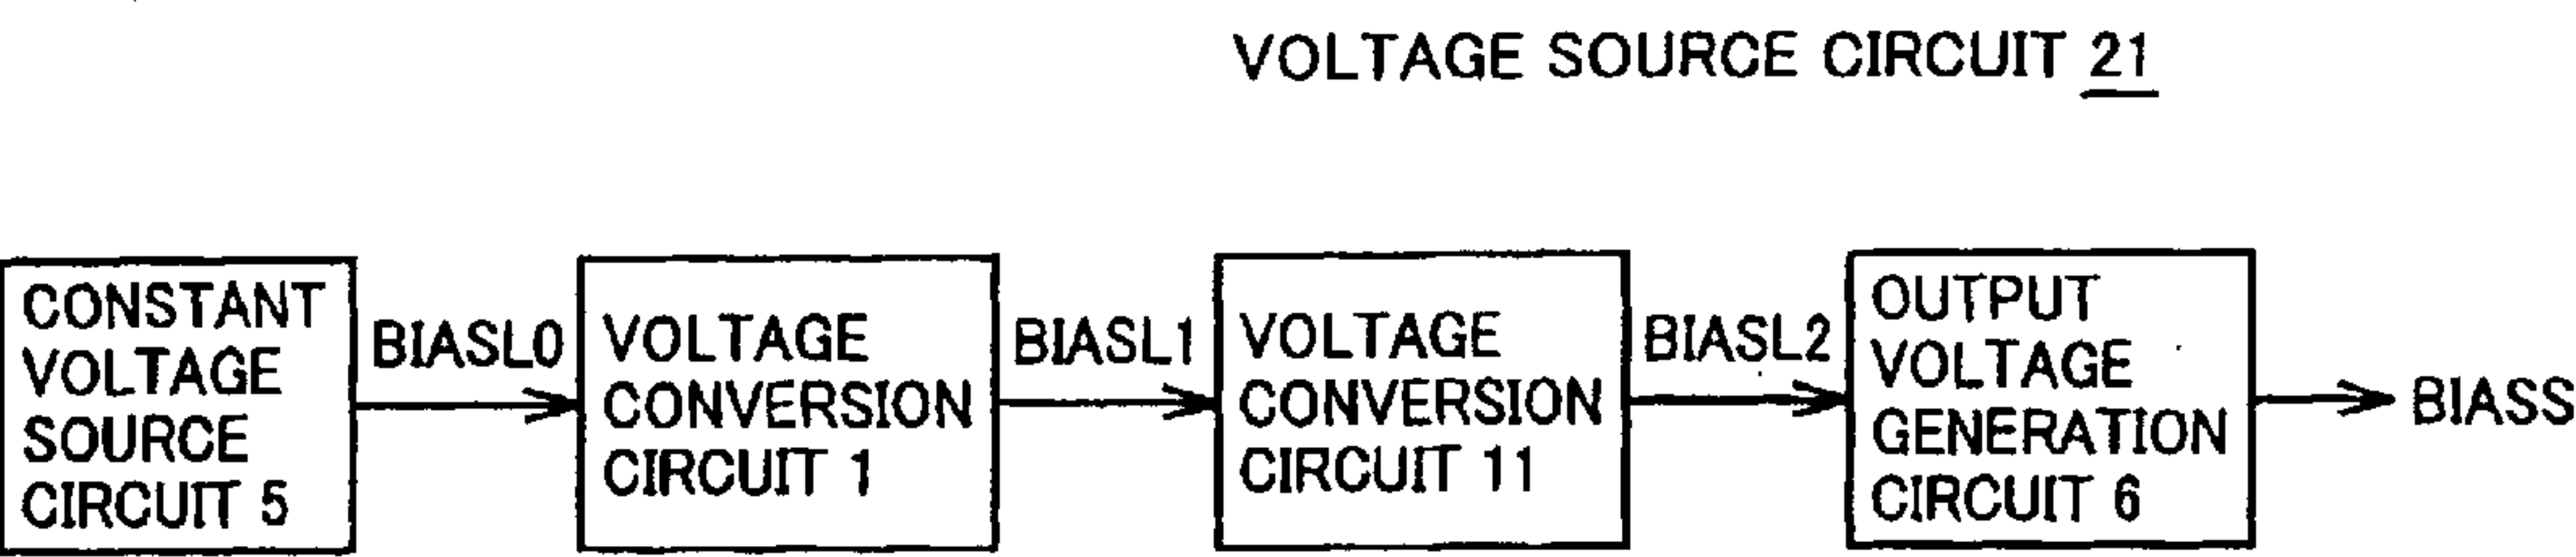 VOLTAGE SOURCE CIRCUIT 21
CONSTANT
VOLTAGE
SOURCE
CIRCUIT 5
BIASL0
VOLTAGE
CONVERSION
CIRCUIT 1
BIASL1
VOLTAGE
CONVERSION
CIRCUIT 11
BIASL2
OUTPUT
VOLTAGE
GENERATION
CIRCUIT 6
BIASS